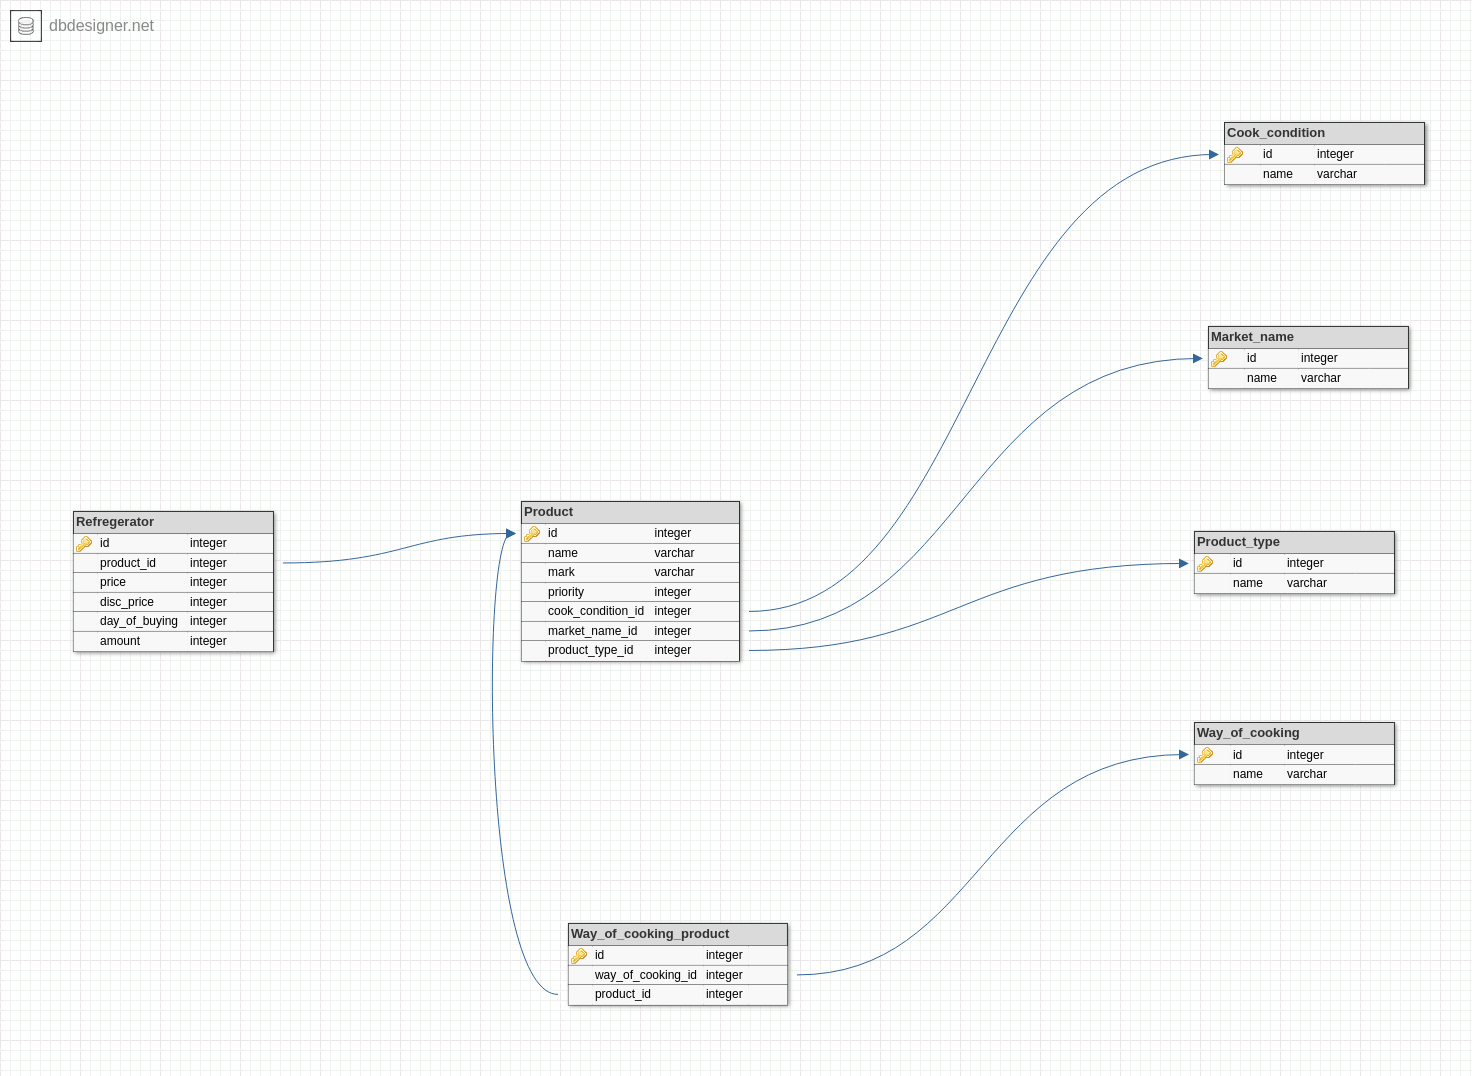 dbdesigner.net
Cook_condition
id integer
name varchar
Market_name
id integer
name varchar
Refregerator
id integer
product_id integer
price integer
disc_price integer
day_of_buying integer
amount integer
Product
id integer
name varchar
mark varchar
priority integer
cook_condition_id integer
market_name_id integer
product_type_id integer
Product_type
id integer
name varchar
Way_of_cooking
id integer
name varchar
Way_of_cooking_product
id integer
way_of_cooking_id integer
product_id integer